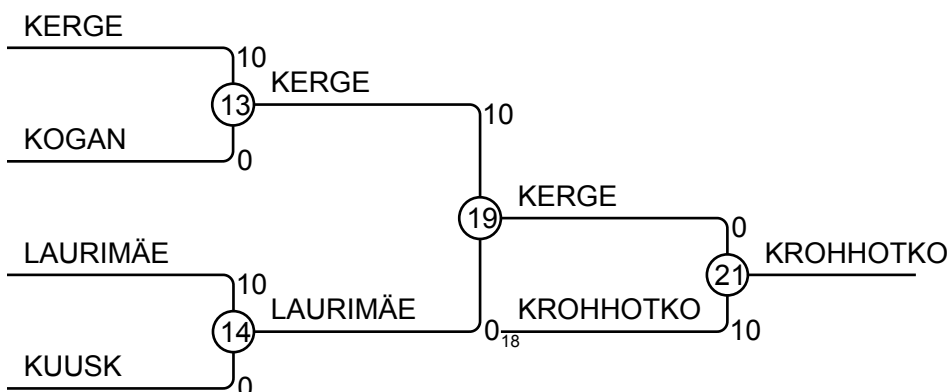 KERGE
10
13
KERGE
KOGAN
0
10
19
KERGE
LAURIMÄE
10
14
LAURIMÄE
KUUSK
0
0
18
KROHHOTKO
0
21
KROHHOTKO
10